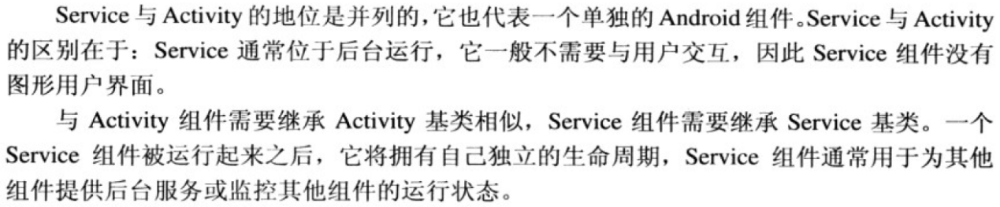 Service 与 Activity 的地位是并列的，它也代表一个单独的 Android 组件。Service 与 Activity
的区别在于：Service 通常位于后台运行，它一般不需要与用户交互，因此 Service 组件没有
图形用户界面。
与 Activity 组件需要继承 Activity 基类相似，Service 组件需要继承 Service 基类。一个
Service 组件被运行起来之后，它将拥有自己独立的生命周期，Service 组件通常用于为其他
组件提供后台服务或监控其他组件的运行状态。